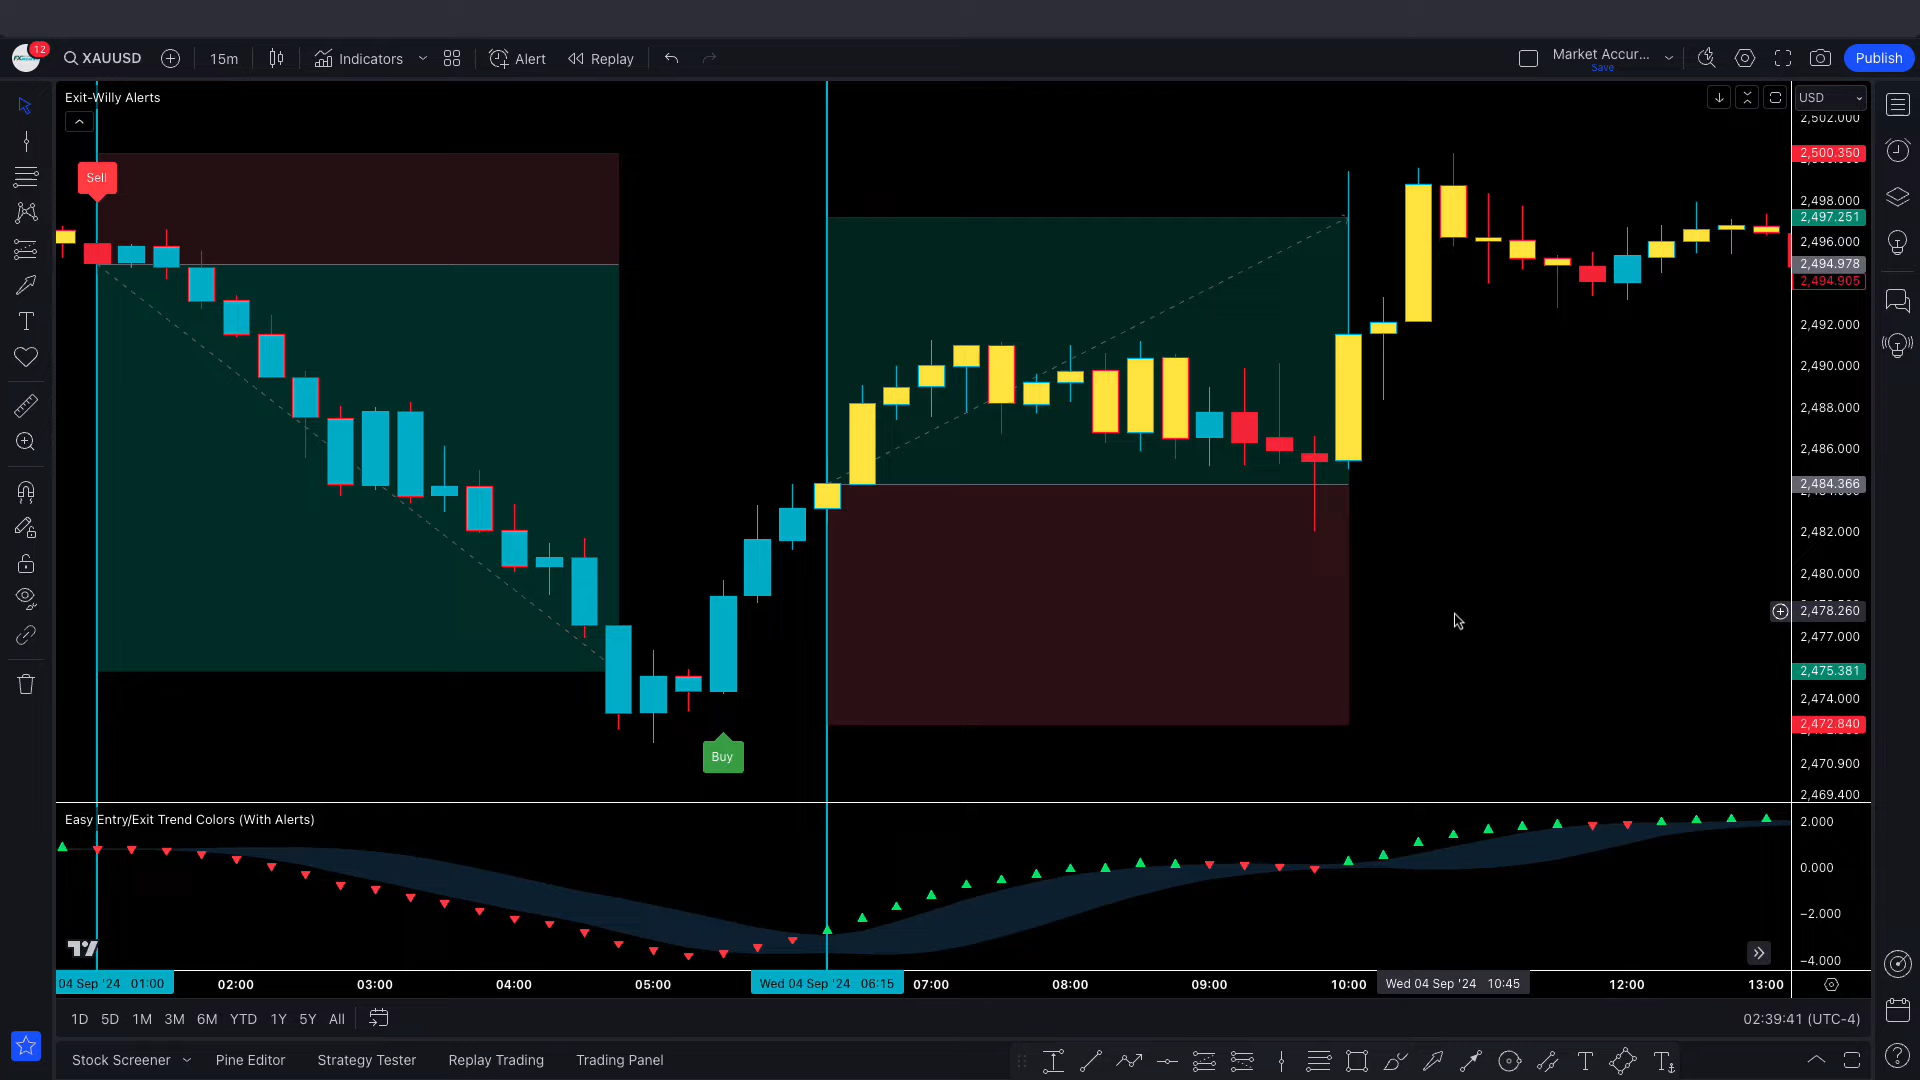 12
XAUUSD
15m
Indicators
Alert
Replay
Market Accur...
Save
Publish
Exit-Willy Alerts
USD
2,502.000
2,500.350
2,498.000
2,497.251
2,496.000
2,494.978
2,494.905
2,492.000
2,490.000
2,488.000
2,486.000
2,484.366
2,482.000
2,480.000
2,478.260
2,477.000
2,475.381
2,474.000
2,472.840
2,470.900
2,469.400
Sell
Buy
Easy Entry/Exit Trend Colors (With Alerts)
2.000
0.000
−2.000
−4.000
04 Sep '24 01:00
02:00
03:00
04:00
05:00
Wed 04 Sep '24 06:15
07:00
08:00
09:00
10:00
Wed 04 Sep '24 10:45
12:00
13:00
1D 5D 1M 3M 6M YTD 1Y 5Y All
02:39:41 (UTC-4)
Stock Screener
Pine Editor
Strategy Tester
Replay Trading
Trading Panel